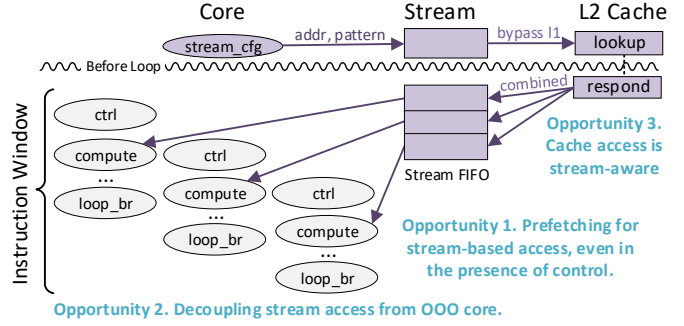 Core
Stream
L2 Cache
stream_cfg
addr, pattern
bypass l1
lookup
Before Loop
combined
respond
Instruction Window
ctrl
compute
...
loop_br
ctrl
compute
...
loop_br
ctrl
compute
...
loop_br
Stream FIFO
Opportunity 3.
Cache access is
stream-aware
Opportunity 1. Prefetching for
stream-based access, even in
the presence of control.
Opportunity 2. Decoupling stream access from OOO core.